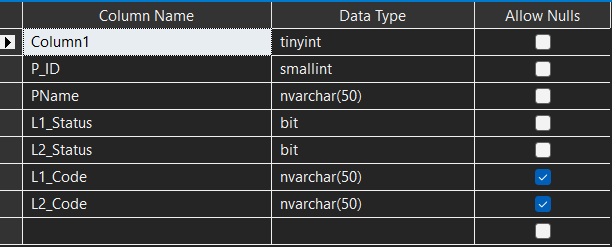 Column Name Data Type Allow Nulls
Column1 tinyint
P_ID smallint
PName nvarchar(50)
L1_Status bit
L2_Status bit
L1_Code nvarchar(50)
L2_Code nvarchar(50)